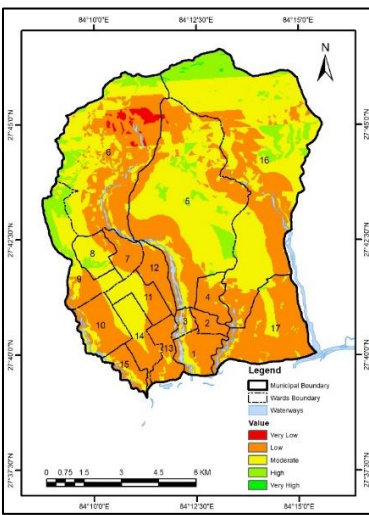 84°10'0"E 84°12'30"E 84°15'0"E
N
27°45'0"N 27°45'0"N
6 16
5
27°42'30"N 27°42'30"N
8 7 12
9 11 4
10 3 2 17
14
27°40'0"N 27°40'0"N
13 1
15
Legend
Municipal Boundary
Wards Boundary
Waterways
Value
Very Low
Low
Moderate
High
Very High
27°37'30"N 27°37'30"N
0 0.75 1.5 3 4.5 6 KM
84°10'0"E 84°12'30"E 84°15'0"E